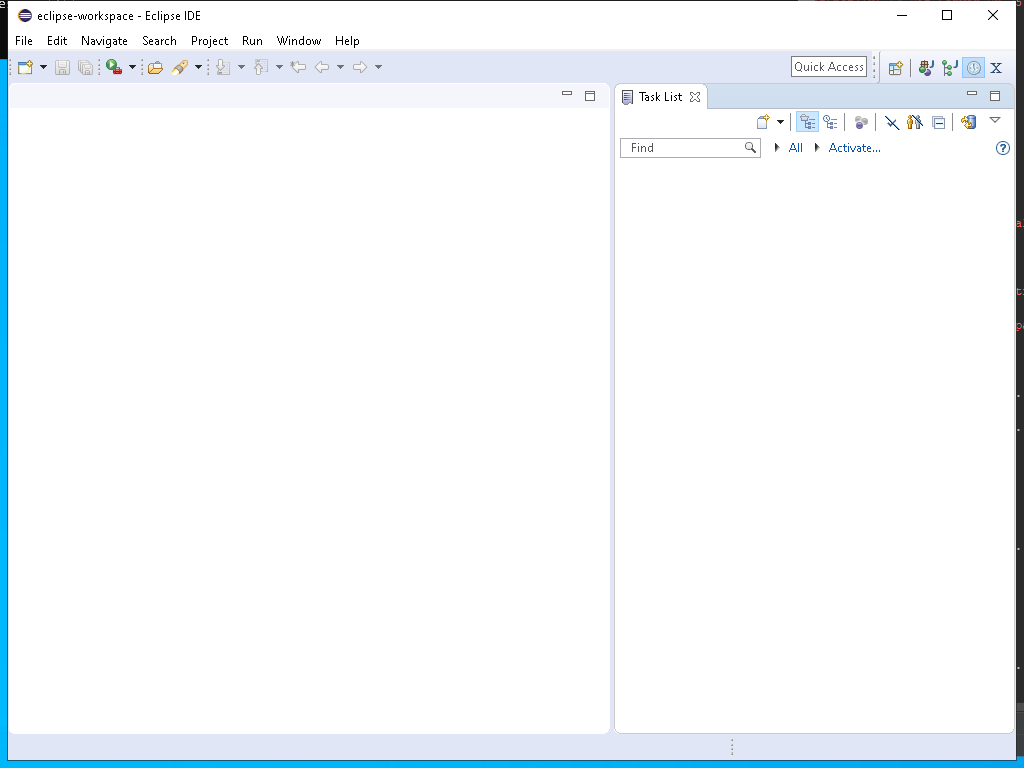 eclipse-workspace - Eclipse IDE
File Edit Navigate Search Project Run Window Help
Quick Access
Task List
Find All Activate...